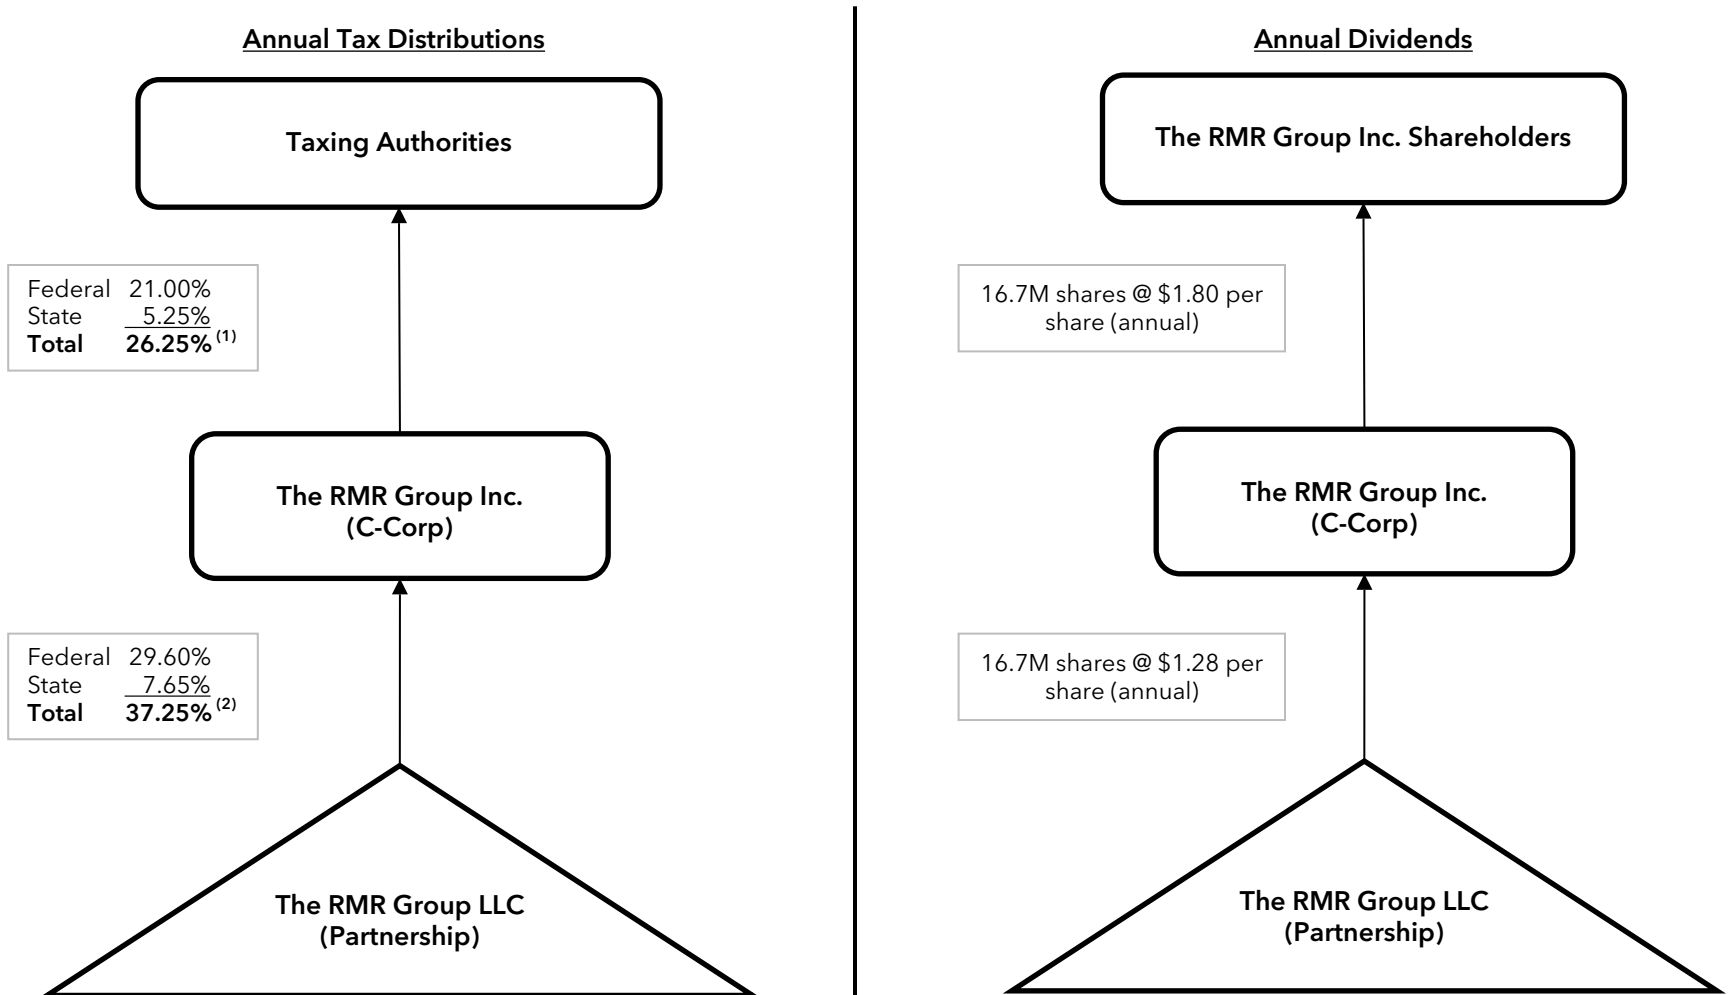 Annual Tax Distributions
Taxing Authorities
Federal 21.00%
State 5.25%
Total 26.25% (1)
The RMR Group Inc.
(C-Corp)
Federal 29.60%
State 7.65%
Total 37.25% (2)
The RMR Group LLC
(Partnership)
Annual Dividends
The RMR Group Inc. Shareholders
16.7M shares @ $1.80 per
share (annual)
The RMR Group Inc.
(C-Corp)
16.7M shares @ $1.28 per
share (annual)
The RMR Group LLC
(Partnership)